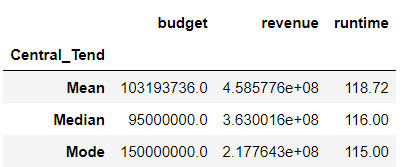 budget revenue runtime
Central_Tend
Mean 103193736.0 4.585776e+08 118.72
Median 95000000.0 3.630016e+08 116.00
Mode 150000000.0 2.177643e+08 115.00